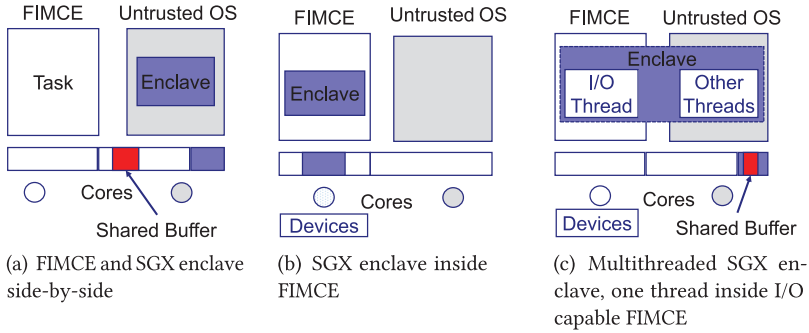 FIMCE
Untrusted OS
Task
Enclave
Cores
Shared Buffer
(a) FIMCE and SGX enclave
side-by-side
FIMCE
Untrusted OS
Enclave
Cores
Devices
(b) SGX enclave inside
FIMCE
FIMCE
Untrusted OS
Enclave
I/O
Thread
Other
Threads
Cores
Devices
Shared Buffer
(c) Multithreaded SGX en-
clave, one thread inside I/O
capable FIMCE